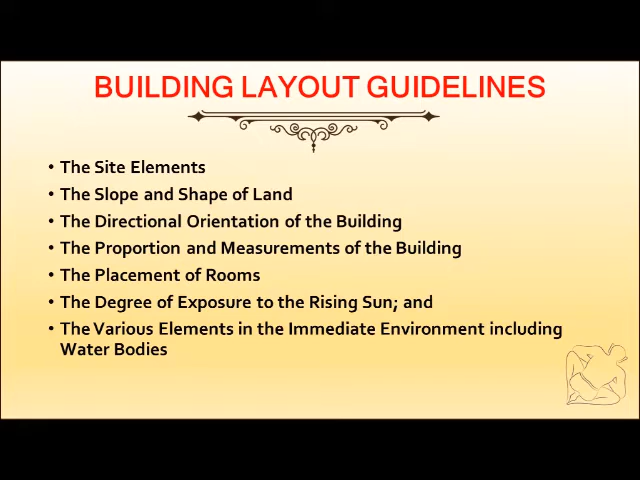 BUILDING LAYOUT GUIDELINES
• The Site Elements
• The Slope and Shape of Land
• The Directional Orientation of the Building
• The Proportion and Measurements of the Building
• The Placement of Rooms
• The Degree of Exposure to the Rising Sun; and
• The Various Elements in the Immediate Environment including
Water Bodies